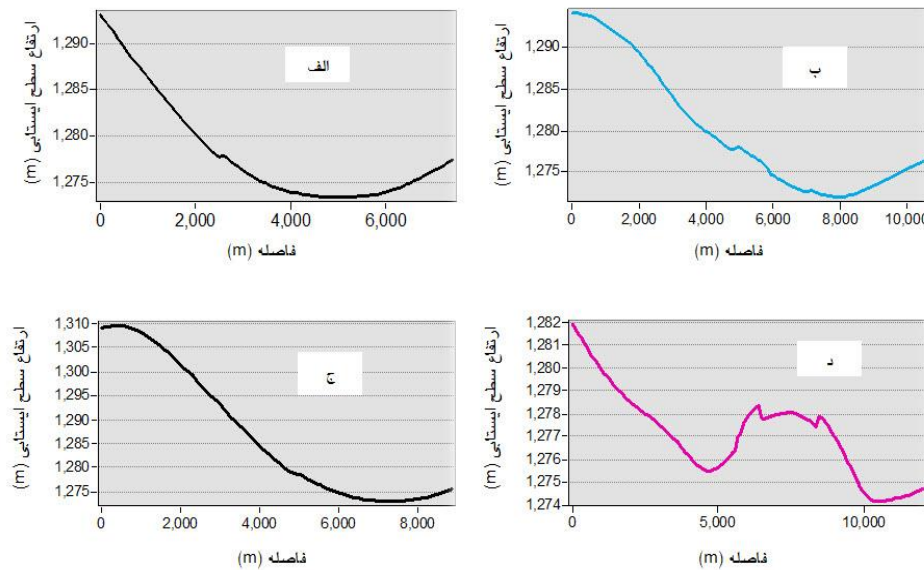 ارتفاع سطح ایستابی (m)
1,290
1,285
1,280
1,275
الف
0 2,000 4,000 6,000
فاصله (m)
ارتفاع سطح ایستابی (m)
1,290
1,285
1,280
1,275
ب
0 2,000 4,000 6,000 8,000 10,000
فاصله (m)
ارتفاع سطح ایستابی (m)
1,310
1,305
1,300
1,295
1,290
1,285
1,280
1,275
ج
0 2,000 4,000 6,000 8,000
فاصله (m)
ارتفاع سطح ایستابی (m)
1,282
1,281
1,280
1,279
1,278
1,277
1,276
1,275
1,274
د
0 5,000 10,000
فاصله (m)